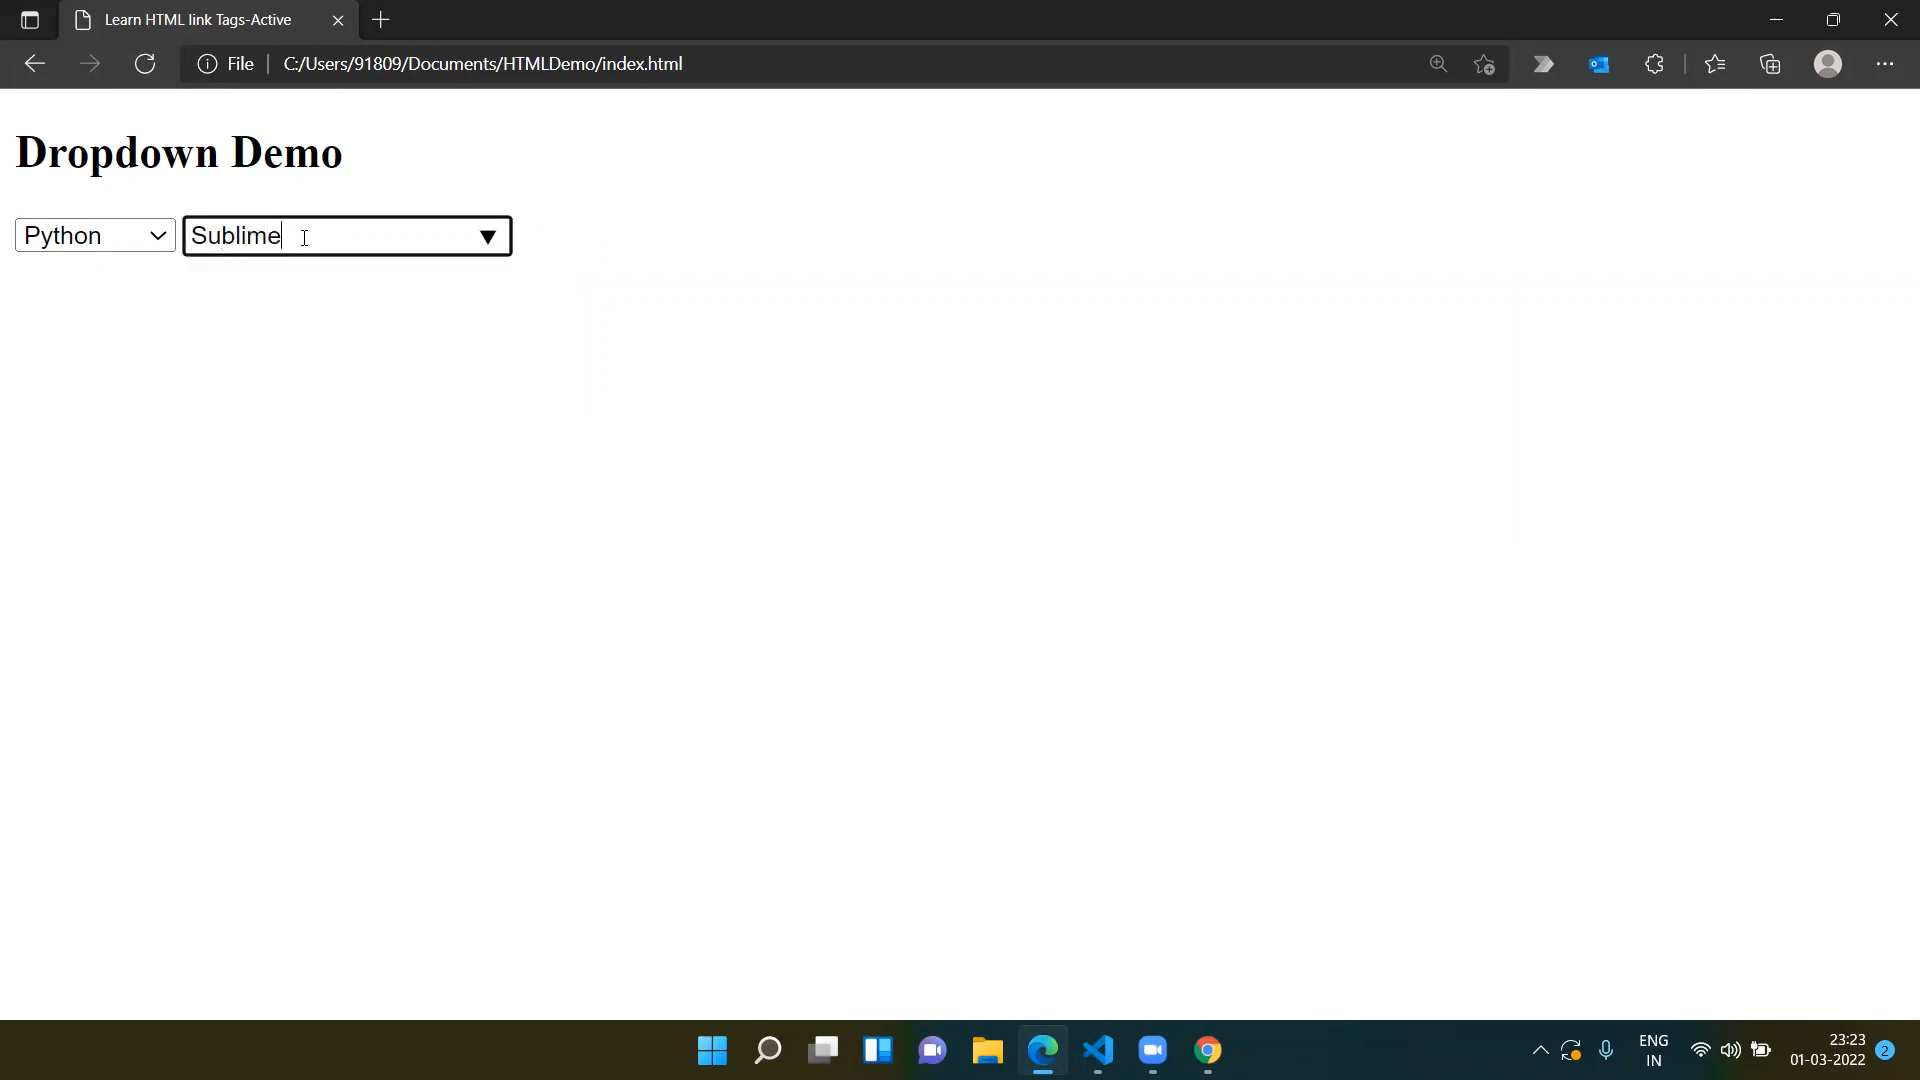 Learn HTML link Tags-Active
File C:/Users/91809/Documents/HTMLDemo/index.html
Dropdown Demo
Python Sublime
ENG 23:23
IN 01-03-2022 2